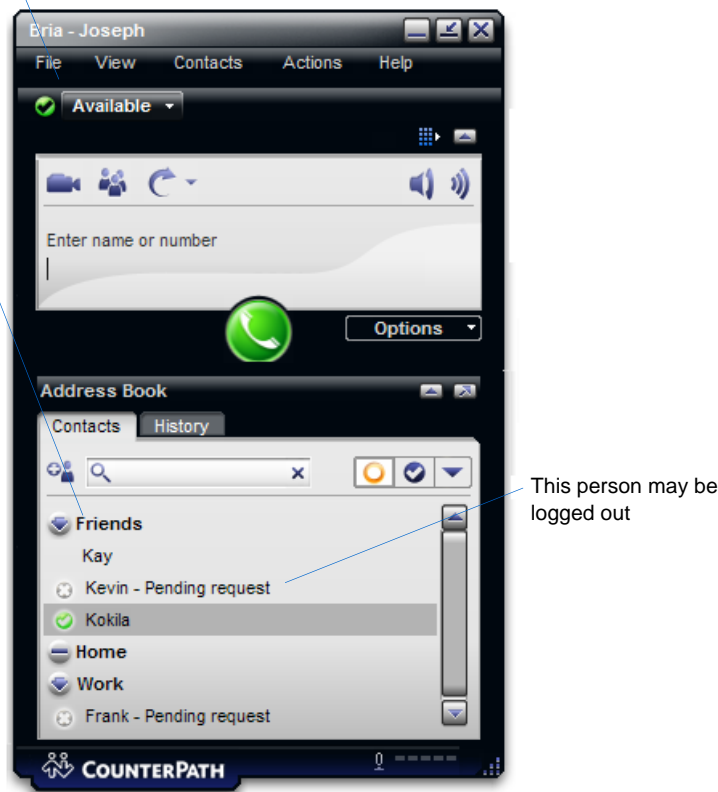 Bria - Joseph
File View Contacts Actions Help
Available
Enter name or number
Options
Address Book
Contacts History
Friends
Kay
Kevin - Pending request
Kokila
Home
Work
Frank - Pending request
COUNTERPATH
This person may be
logged out